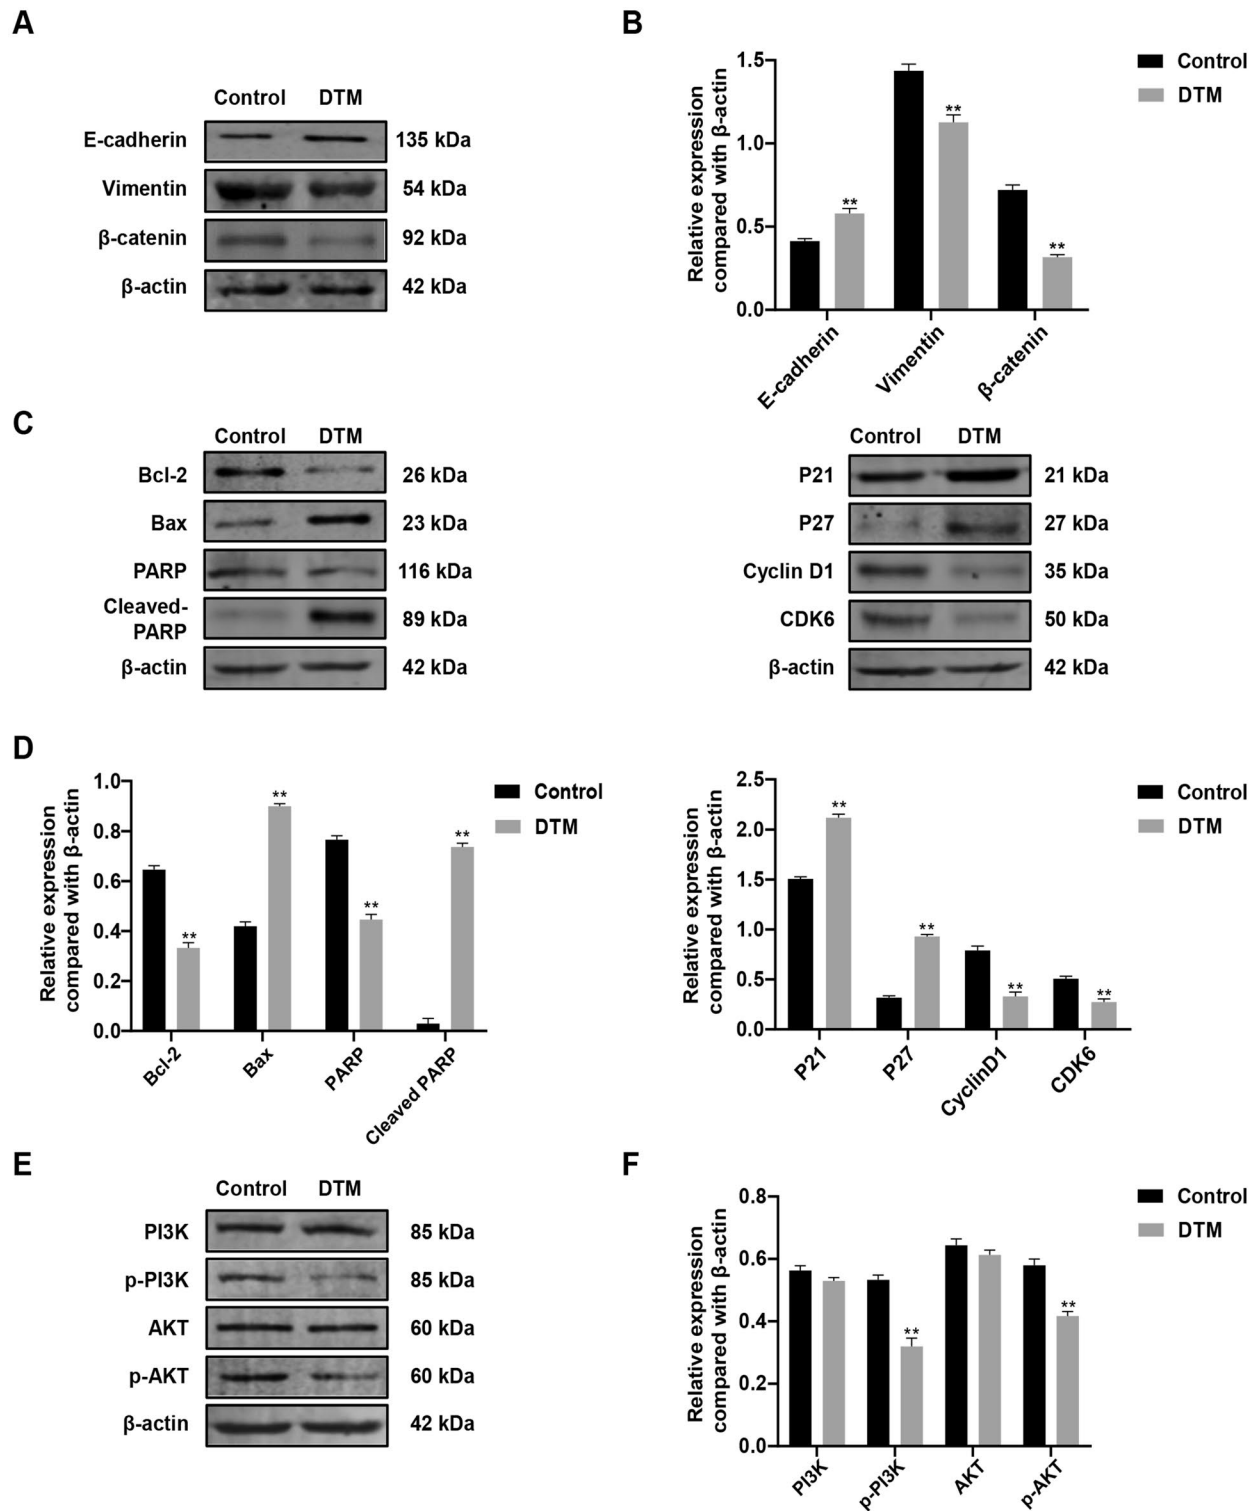 A
Control DTM
E-cadherin 135 kDa
Vimentin 54 kDa
β-catenin 92 kDa
β-actin 42 kDa
B
Relative expression
compared with β-actin
1.5
1.0
0.5
0.0
** ** **
E-cadherin Vimentin β-catenin
Control
DTM
C
Control DTM
Bcl-2 26 kDa
Bax 23 kDa
PARP 116 kDa
Cleaved-
PARP 89 kDa
β-actin 42 kDa
Control DTM
P21 21 kDa
P27 27 kDa
Cyclin D1 35 kDa
CDK6 50 kDa
β-actin 42 kDa
D
Relative expression
compared with β-actin
1.0
0.8
0.6
0.4
0.2
0.0
** ** ** **
Bcl-2 Bax PARP Cleaved PARP
Control
DTM
Relative expression
compared with β-actin
2.5
2.0
1.5
1.0
0.5
0.0
** ** ** **
P21 P27 CyclinD1 CDK6
Control
DTM
E
Control DTM
PI3K 85 kDa
p-PI3K 85 kDa
AKT 60 kDa
p-AKT 60 kDa
β-actin 42 kDa
F
Relative expression
compared with β-actin
0.8
0.6
0.4
0.2
0.0
** **
PI3K p-PI3K AKT p-AKT
Control
DTM